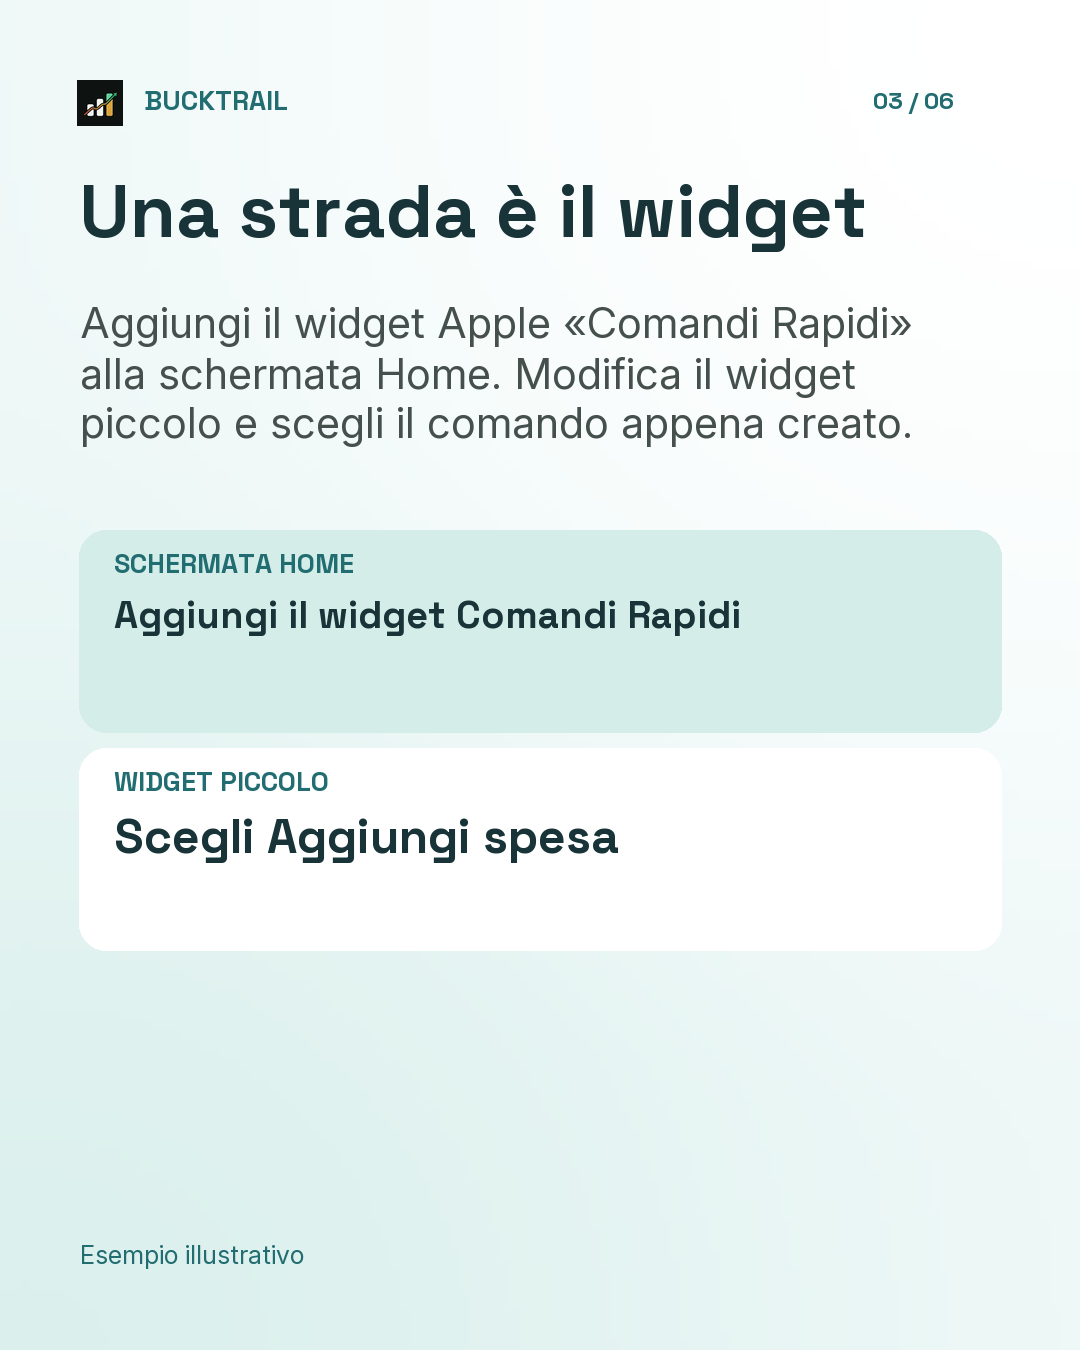 BUCKTRAIL
03 / 06
Una strada è il widget
Aggiungi il widget Apple «Comandi Rapidi»
alla schermata Home. Modifica il widget
piccolo e scegli il comando appena creato.
SCHERMATA HOME
Aggiungi il widget Comandi Rapidi
WIDGET PICCOLO
Scegli Aggiungi spesa
Esempio illustrativo